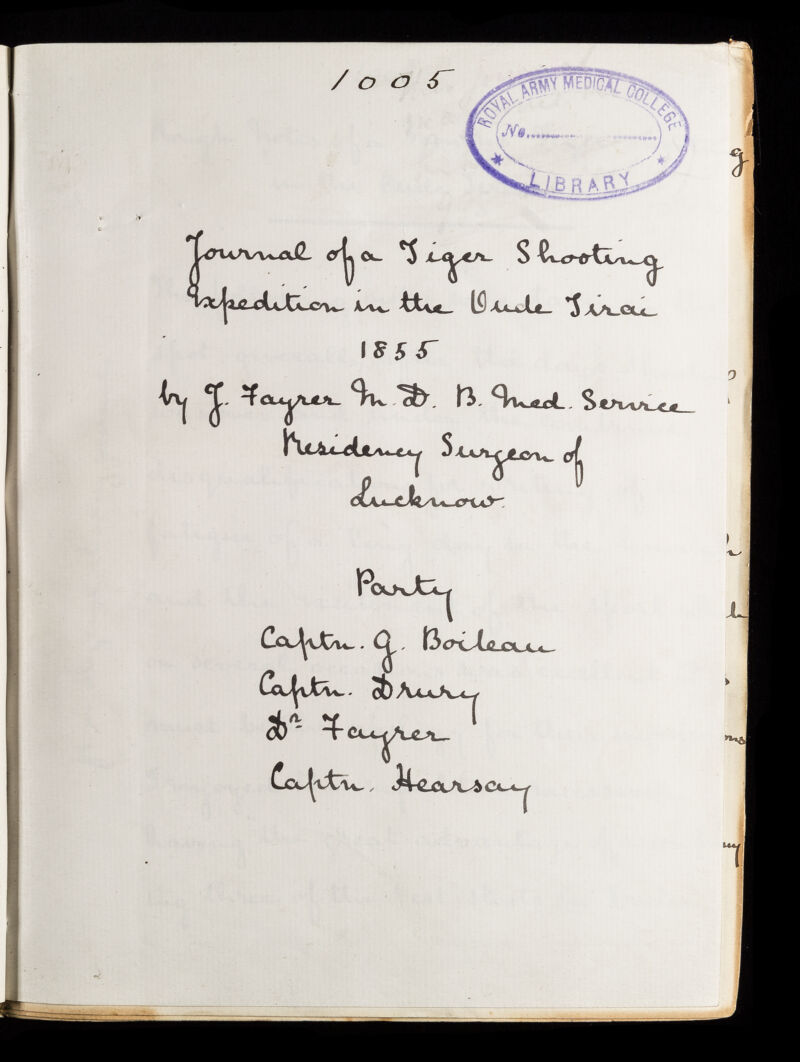 1005
ROYAL ARMY MEDICAL COLLEGE
No.
LIBRARY
Journal of a Tiger Shooting
Expedition in the Oude Tirai
1855
by J. Fayrer M.D. B. Med. Service
Residency Surgeon of
Lucknow.
Party
Captn. G. Boileau
Captn. Drury
Dr Fayrer
Captn. Hearsay